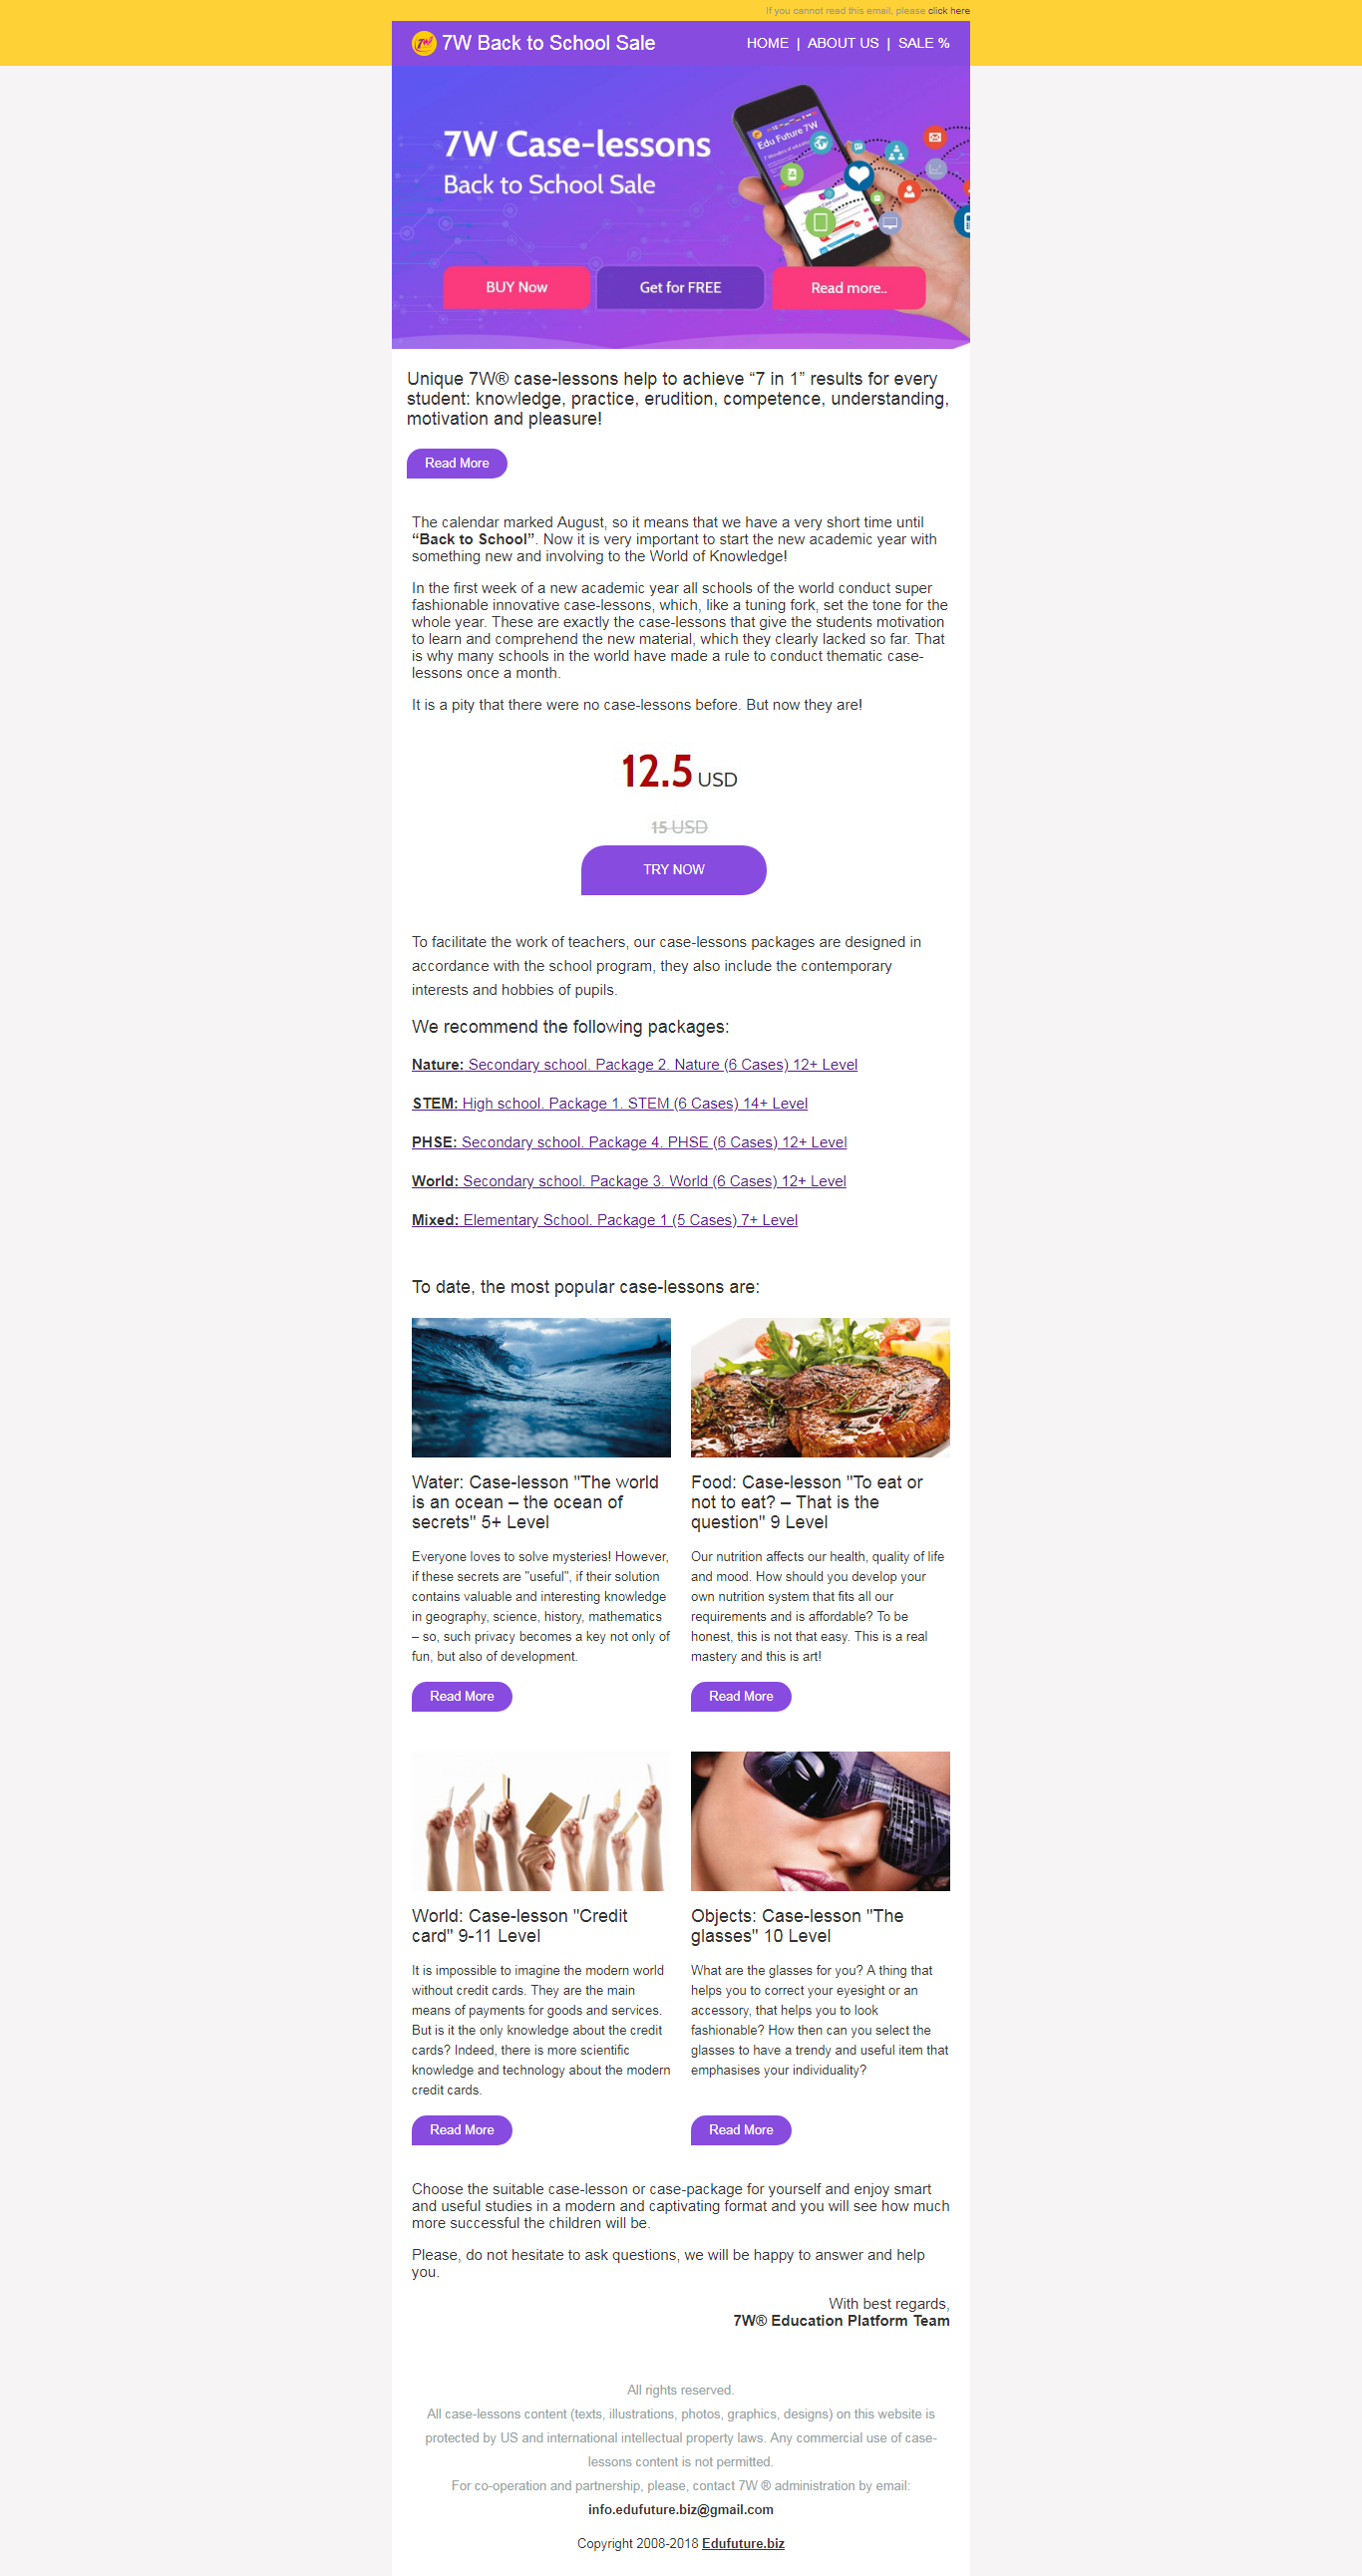 If you cannot read this email, please click here
7W 7W Back to School Sale
HOME | ABOUT US | SALE %
7W Case-lessons
Back to School Sale
Edu Future 7W
BUY Now
Get for FREE
Read more..
Unique 7W® case-lessons help to achieve “7 in 1” results for every
student: knowledge, practice, erudition, competence, understanding,
motivation and pleasure!
Read More
The calendar marked August, so it means that we have a very short time until
“Back to School”. Now it is very important to start the new academic year with
something new and involving to the World of Knowledge!
In the first week of a new academic year all schools of the world conduct super
fashionable innovative case-lessons, which, like a tuning fork, set the tone for the
whole year. These are exactly the case-lessons that give the students motivation
to learn and comprehend the new material, which they clearly lacked so far. That
is why many schools in the world have made a rule to conduct thematic case-
lessons once a month.
It is a pity that there were no case-lessons before. But now they are!
12.5 USD
15 USD
TRY NOW
To facilitate the work of teachers, our case-lessons packages are designed in
accordance with the school program, they also include the contemporary
interests and hobbies of pupils.
We recommend the following packages:
Nature: Secondary school. Package 2. Nature (6 Cases) 12+ Level
STEM: High school. Package 1. STEM (6 Cases) 14+ Level
PHSE: Secondary school. Package 4. PHSE (6 Cases) 12+ Level
World: Secondary school. Package 3. World (6 Cases) 12+ Level
Mixed: Elementary School. Package 1 (5 Cases) 7+ Level
To date, the most popular case-lessons are:
Water: Case-lesson "The world
is an ocean – the ocean of
secrets" 5+ Level
Everyone loves to solve mysteries! However,
if these secrets are "useful", if their solution
contains valuable and interesting knowledge
in geography, science, history, mathematics
– so, such privacy becomes a key not only of
fun, but also of development.
Read More
Food: Case-lesson "To eat or
not to eat? – That is the
question" 9 Level
Our nutrition affects our health, quality of life
and mood. How should you develop your
own nutrition system that fits all our
requirements and is affordable? To be
honest, this is not that easy. This is a real
mastery and this is art!
Read More
World: Case-lesson "Credit
card" 9-11 Level
It is impossible to imagine the modern world
without credit cards. They are the main
means of payments for goods and services.
But is it the only knowledge about the credit
cards? Indeed, there is more scientific
knowledge and technology about the modern
credit cards.
Read More
Objects: Case-lesson "The
glasses" 10 Level
What are the glasses for you? A thing that
helps you to correct your eyesight or an
accessory, that helps you to look
fashionable? How then can you select the
glasses to have a trendy and useful item that
emphasises your individuality?
Read More
Choose the suitable case-lesson or case-package for yourself and enjoy smart
and useful studies in a modern and captivating format and you will see how much
more successful the children will be.
Please, do not hesitate to ask questions, we will be happy to answer and help
you.
With best regards,
7W® Education Platform Team
All rights reserved.
All case-lessons content (texts, illustrations, photos, graphics, designs) on this website is
protected by US and international intellectual property laws. Any commercial use of case-
lessons content is not permitted.
For co-operation and partnership, please, contact 7W ® administration by email:
info.edufuture.biz@gmail.com
Copyright 2008-2018 Edufuture.biz